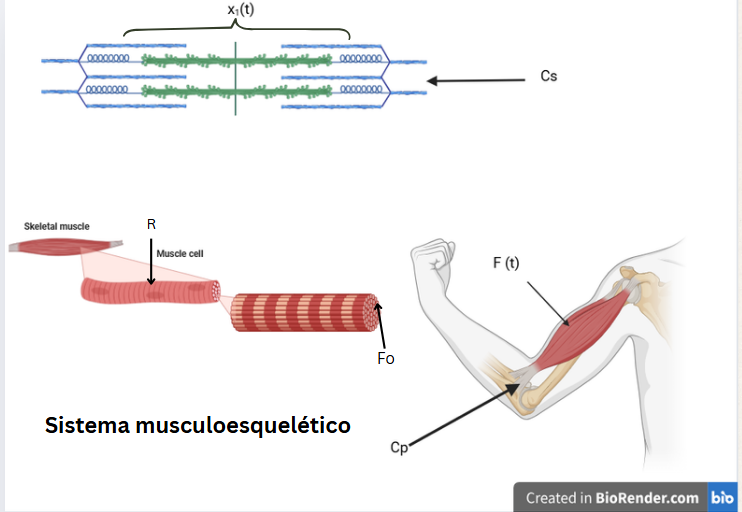 x₁(t)
Cs
Skeletal muscle
R
Muscle cell
F (t)
Fo
Sistema musculoesquelético
Cp
Created in BioRender.com bio